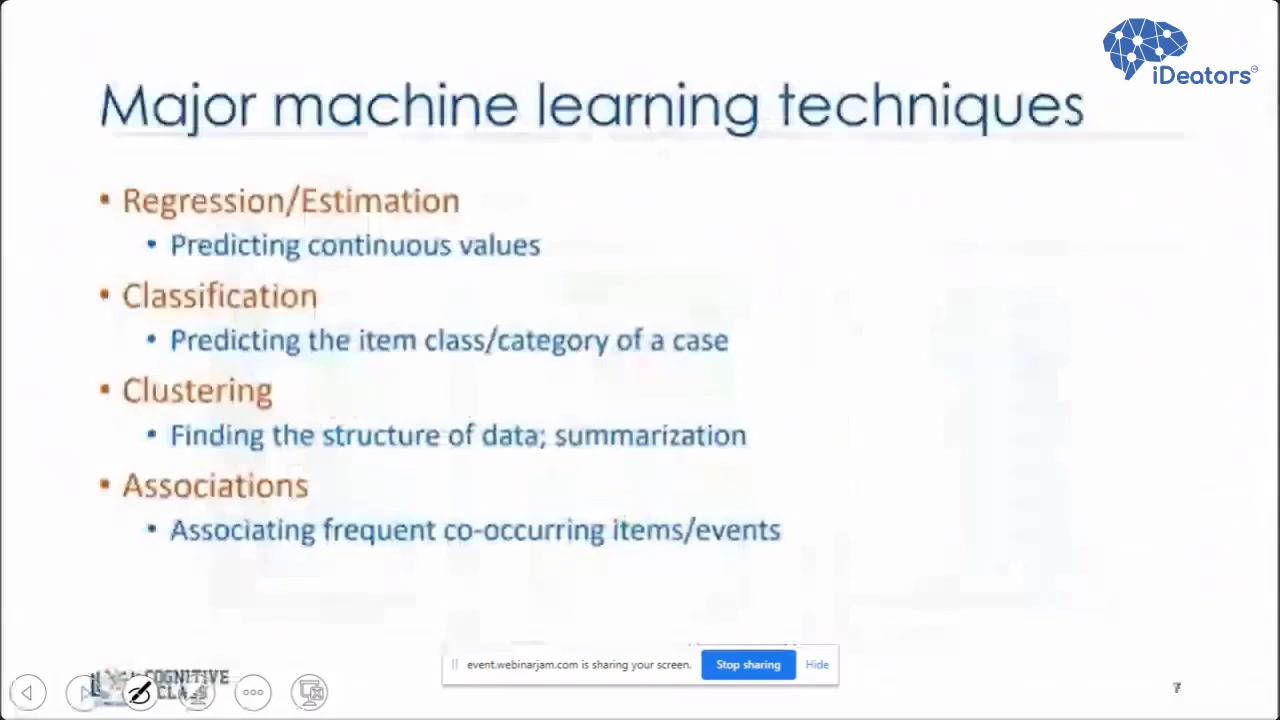 iDeators
Major machine learning techniques
• Regression/Estimation
• Predicting continuous values
• Classification
• Predicting the item class/category of a case
• Clustering
• Finding the structure of data; summarization
• Associations
• Associating frequent co-occurring items/events
event.webinarjam.com is sharing your screen.
Stop sharing
Hide
COGNITIVE
7